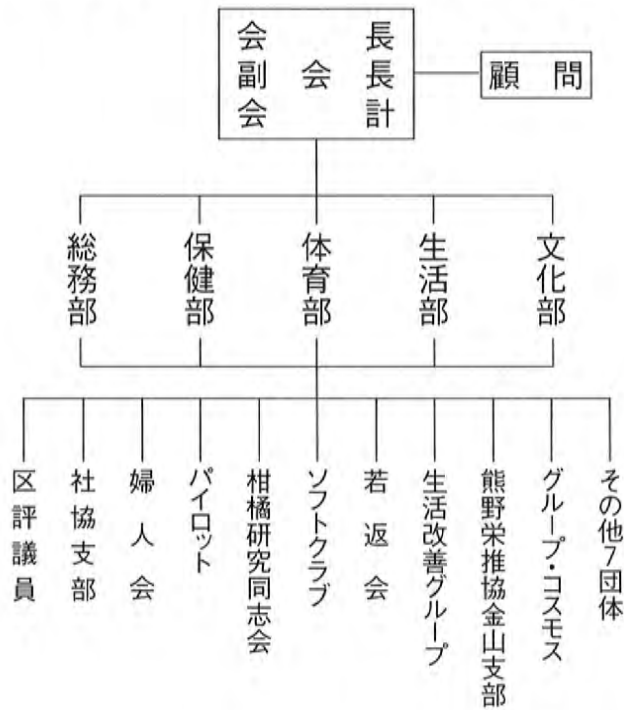 会長
副会長
会計
顧問
総務部
保健部
体育部
生活部
文化部
区評議員
社協支部
婦人会
パイロット
柑橘研究同志会
ソフトクラブ
若返会
生活改善グループ
熊野栄推協金山支部
グループ・コスモス
その他7団体